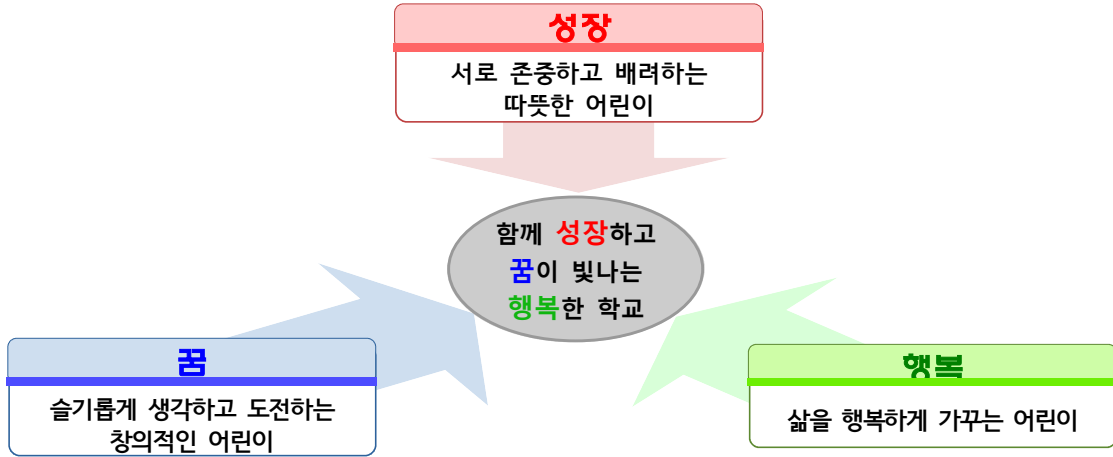 성장
서로 존중하고 배려하는
따뜻한 어린이
함께 성장하고
꿈이 빛나는
행복한 학교
꿈
슬기롭게 생각하고 도전하는
창의적인 어린이
행복
삶을 행복하게 가꾸는 어린이